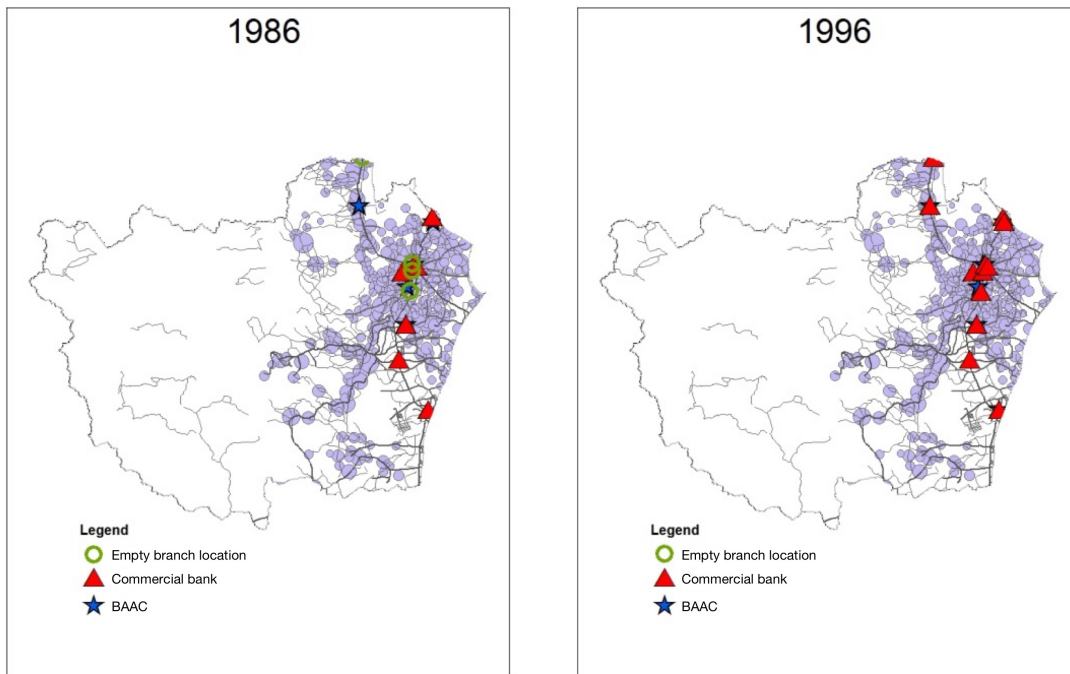 1986
Legend
Empty branch location
Commercial bank
BAAC
1996
Legend
Empty branch location
Commercial bank
BAAC